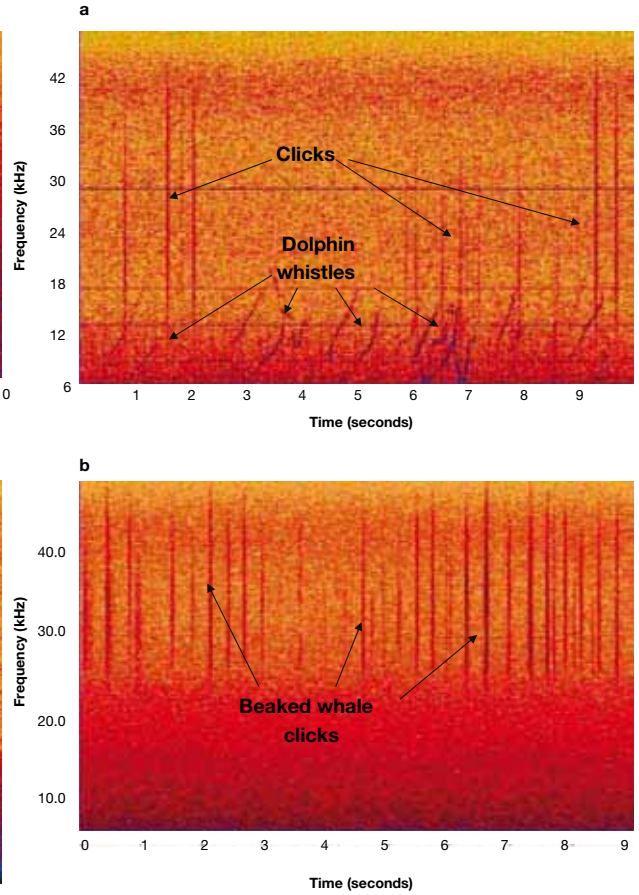 a
42
36
30
24
18
12
6
0
Frequency (kHz)
Clicks
Dolphin
whistles
1 2 3 4 5 6 7 8 9
Time (seconds)
b
40.0
30.0
20.0
10.0
Frequency (kHz)
Beaked whale
clicks
0 1 2 3 4 5 6 7 8 9
Time (seconds)